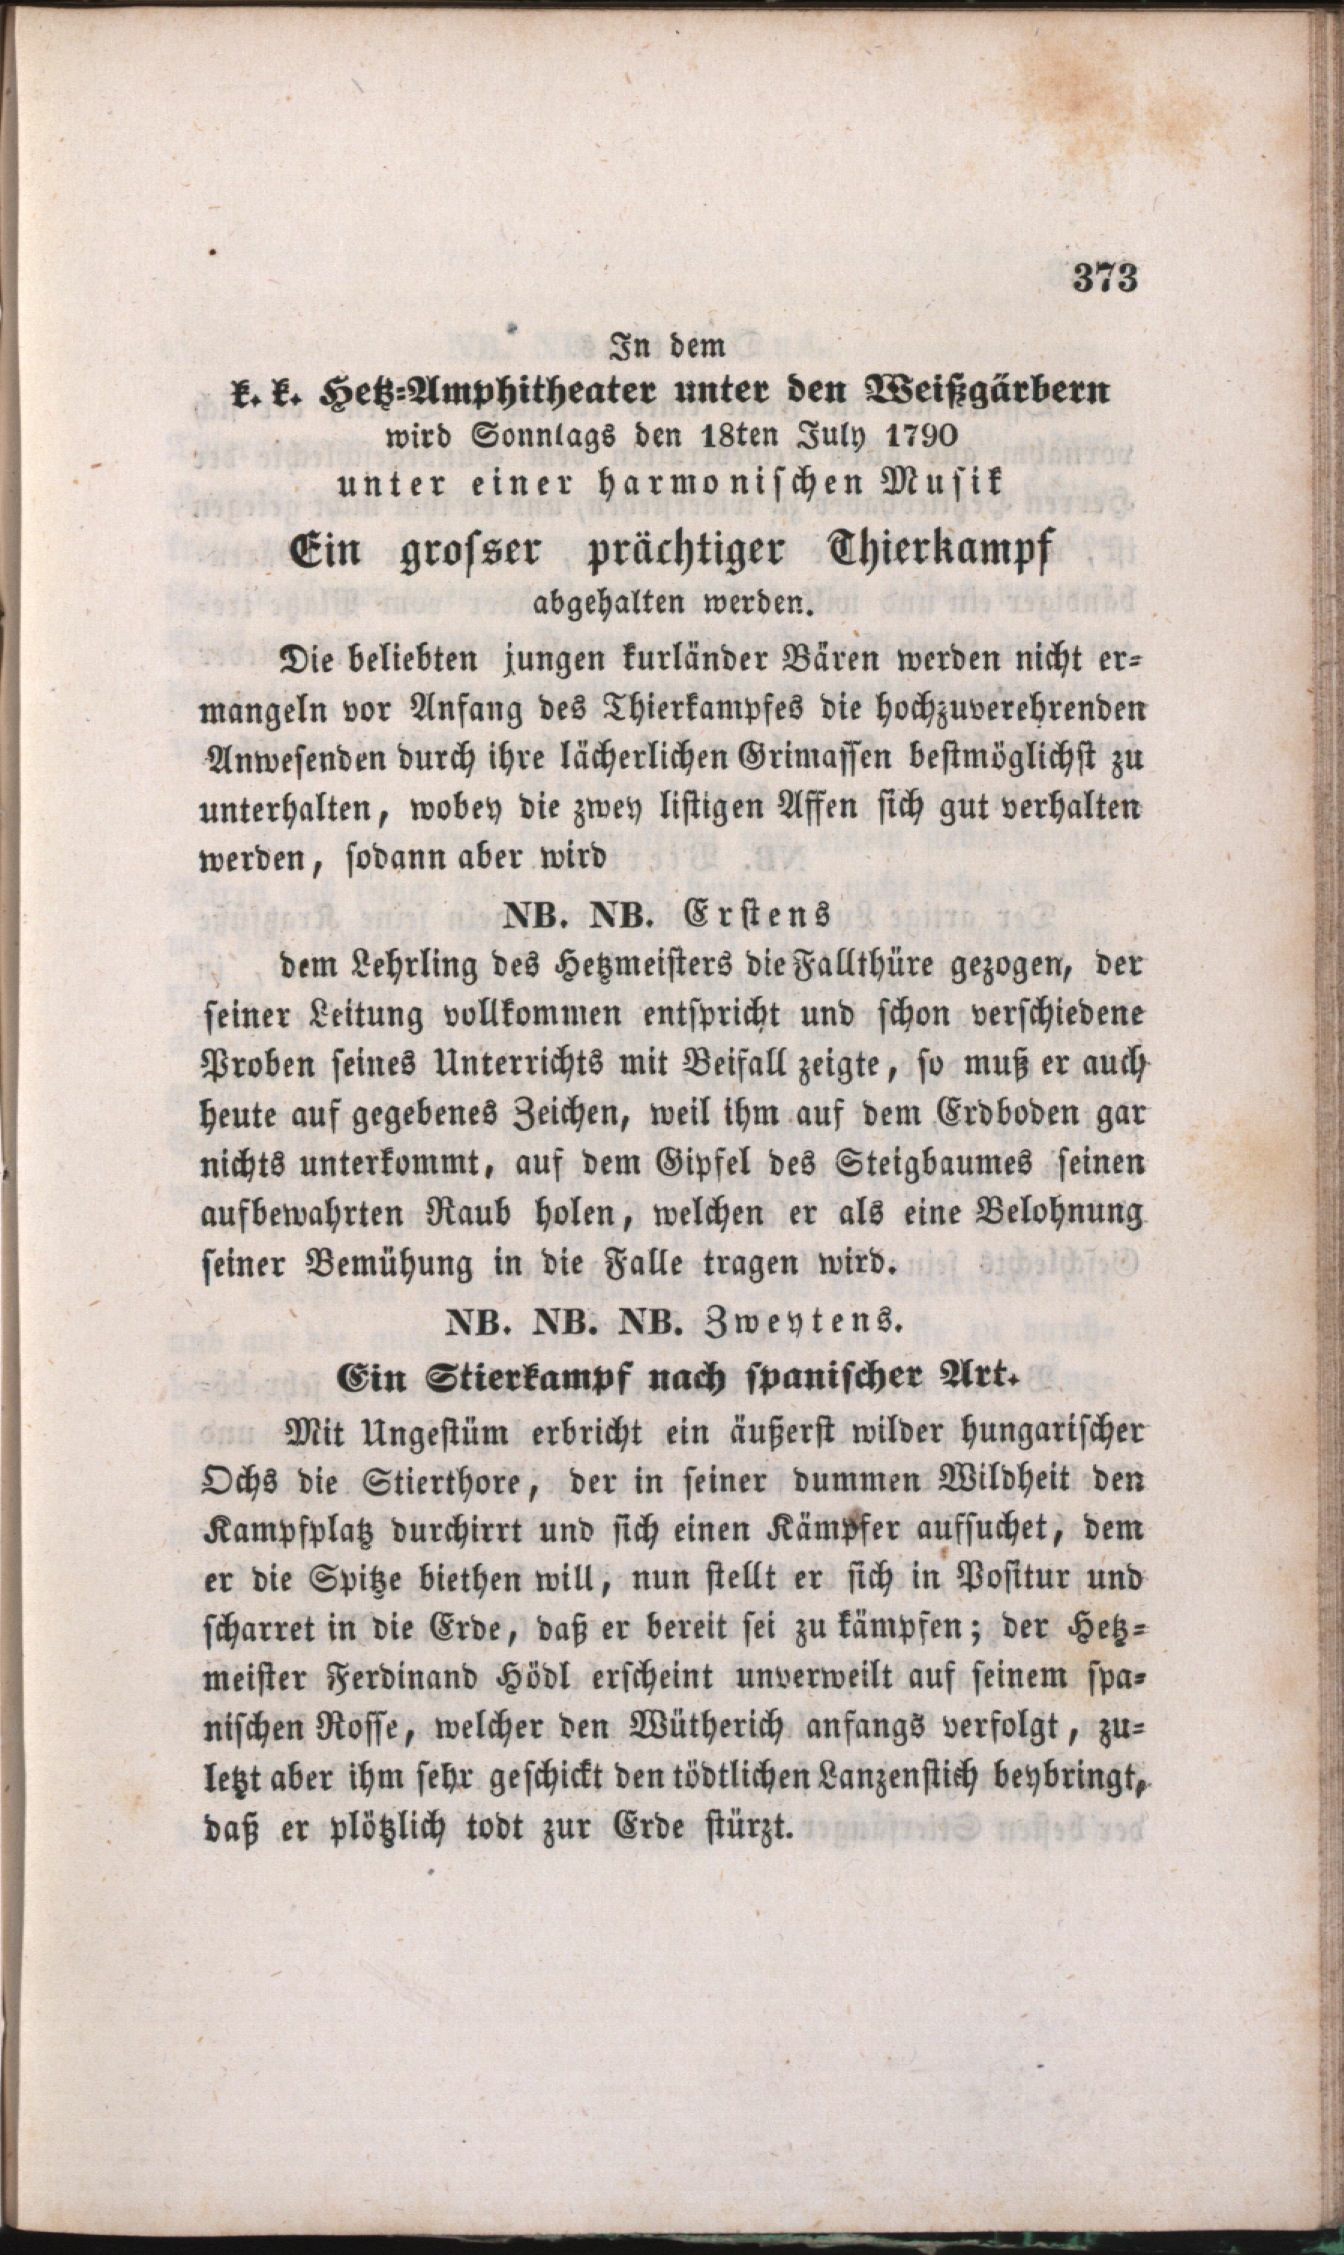 373
In dem
k. k. Hetz=Amphitheater unter den Weißgärbern
wird Sonntags den 18ten July 1790
unter einer harmonischen Musik
Ein grosser prächtiger Thierkampf
abgehalten werden.
Die beliebten jungen kurländer Bären werden nicht er=
mangeln vor Anfang des Thierkampfes die hochzuverehrenden
Anwesenden durch ihre lächerlichen Grimassen bestmöglichst zu
unterhalten, wobey die zwey listigen Affen sich gut verhalten
werden, sodann aber wird
NB. NB. Erstens
dem Lehrling des Hetzmeisters die Fallthüre gezogen, der
seiner Leitung vollkommen entspricht und schon verschiedene
Proben seines Unterrichts mit Beifall zeigte, so muß er auch
heute auf gegebenes Zeichen, weil ihm auf dem Erdboden gar
nichts unterkommt, auf dem Gipfel des Steigbaumes seinen
aufbewahrten Raub holen, welchen er als eine Belohnung
seiner Bemühung in die Falle tragen wird.
NB. NB. NB. Zweytens.
Ein Stierkampf nach spanischer Art.
Mit Ungestüm erbricht ein äußerst wilder hungarischer
Ochs die Stierthore, der in seiner dummen Wildheit den
Kampfplatz durchirrt und sich einen Kämpfer aufsuchet, dem
er die Spitze biethen will, nun stellt er sich in Positur und
scharret in die Erde, daß er bereit sei zu kämpfen; der Hetz=
meister Ferdinand Hödl erscheint unverweilt auf seinem spa=
nischen Rosse, welcher den Wütherich anfangs verfolgt, zu=
letzt aber ihm sehr geschickt den tödtlichen Lanzenstich beybringt,
daß er plötzlich todt zur Erde stürzt.